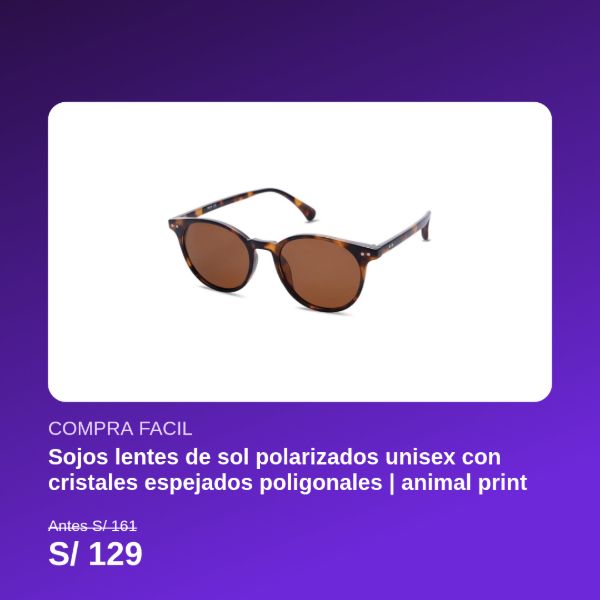 COMPRA FACIL
Sojos lentes de sol polarizados unisex con
cristales espejados poligonales | animal print
Antes S/ 161
S/ 129